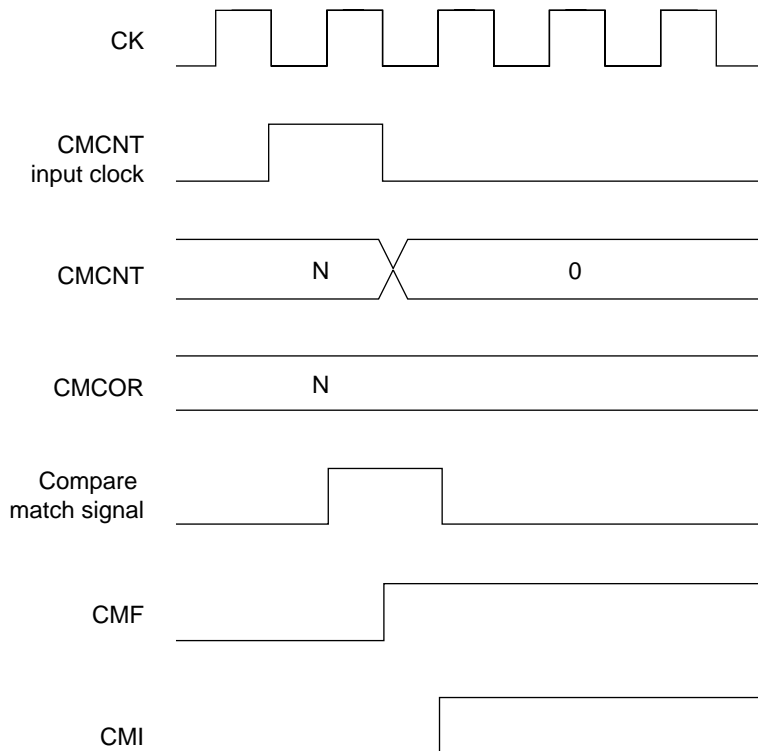 CK
CMCNT
input clock
CMCNT
N
0
CMCOR
N
Compare
match signal
CMF
CMI